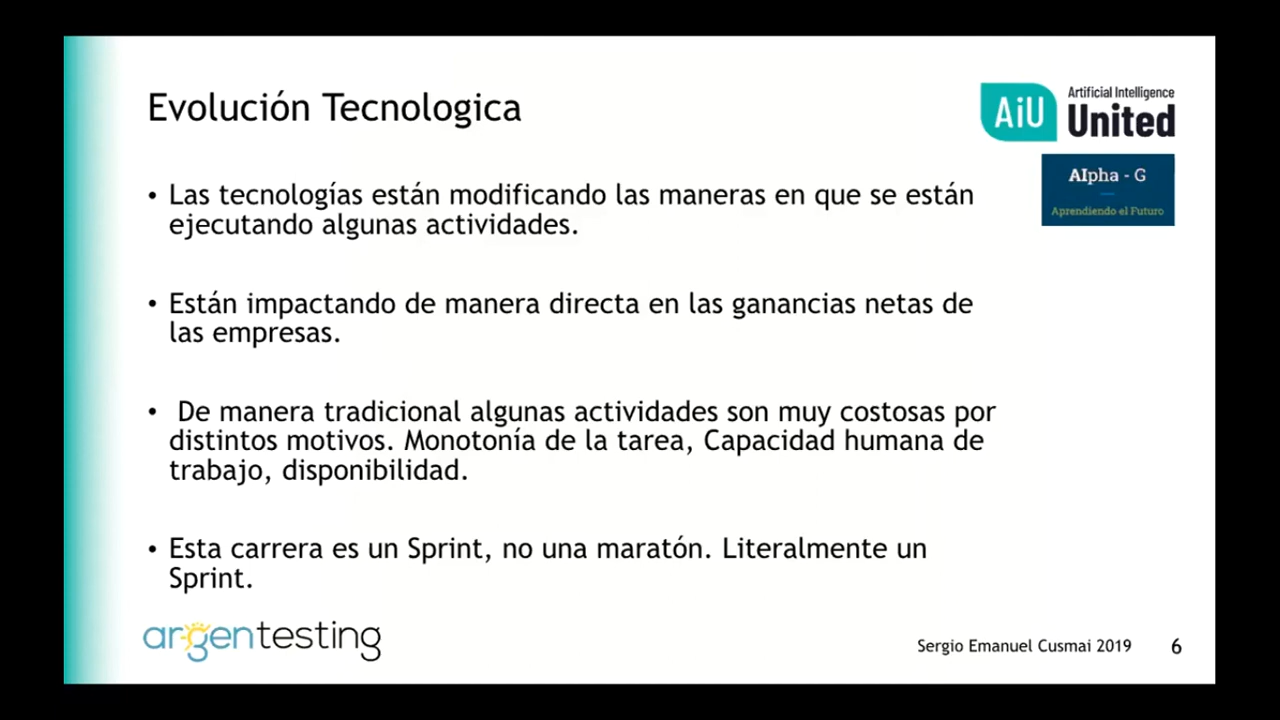 Evolución Tecnologica
AiU
Artificial Intelligence
United
AIpha - G
Aprendiendo el Futuro
• Las tecnologías están modificando las maneras en que se están
ejecutando algunas actividades.
• Están impactando de manera directa en las ganancias netas de
las empresas.
• De manera tradicional algunas actividades son muy costosas por
distintos motivos. Monotonía de la tarea, Capacidad humana de
trabajo, disponibilidad.
• Esta carrera es un Sprint, no una maratón. Literalmente un
Sprint.
argentesting
Sergio Emanuel Cusmai 2019
6